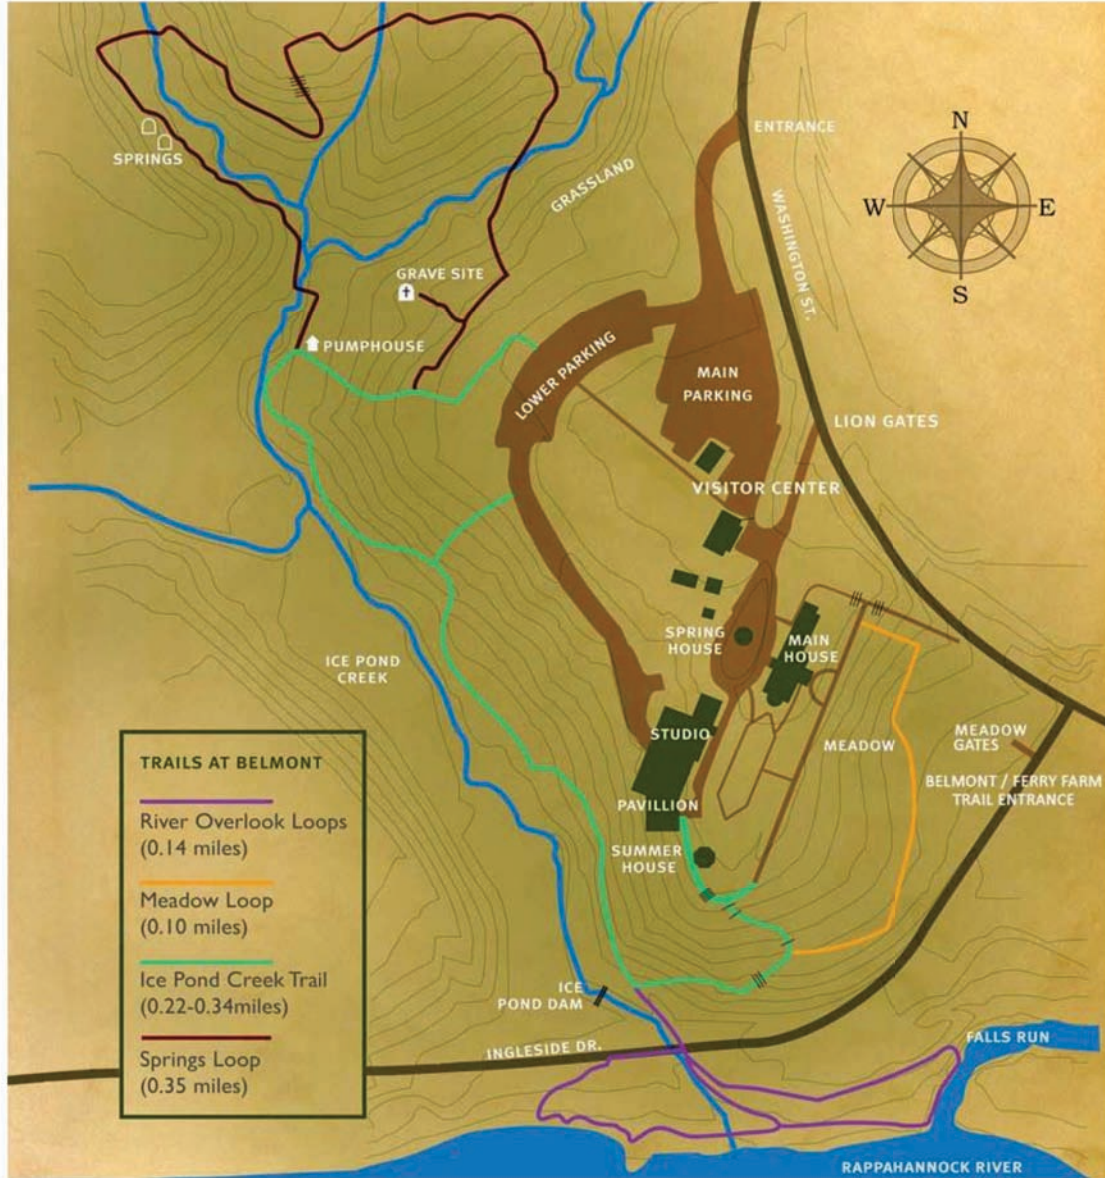 ENTRANCE
N
W
E
S
WASHINGTON ST.
SPRINGS
GRASSLAND
GRAVE SITE
PUMPHOUSE
LOWER PARKING
MAIN
PARKING
LION GATES
VISITOR CENTER
SPRING
HOUSE
MAIN
HOUSE
ICE POND
CREEK
STUDIO
MEADOW
MEADOW
GATES
BELMONT / FERRY FARM
TRAIL ENTRANCE
PAVILLION
SUMMER
HOUSE
TRAILS AT BELMONT
River Overlook Loops
(0.14 miles)
Meadow Loop
(0.10 miles)
Ice Pond Creek Trail
(0.22-0.34miles)
Springs Loop
(0.35 miles)
ICE
POND DAM
INGLESIDE DR.
FALLS RUN
RAPPAHANNOCK RIVER